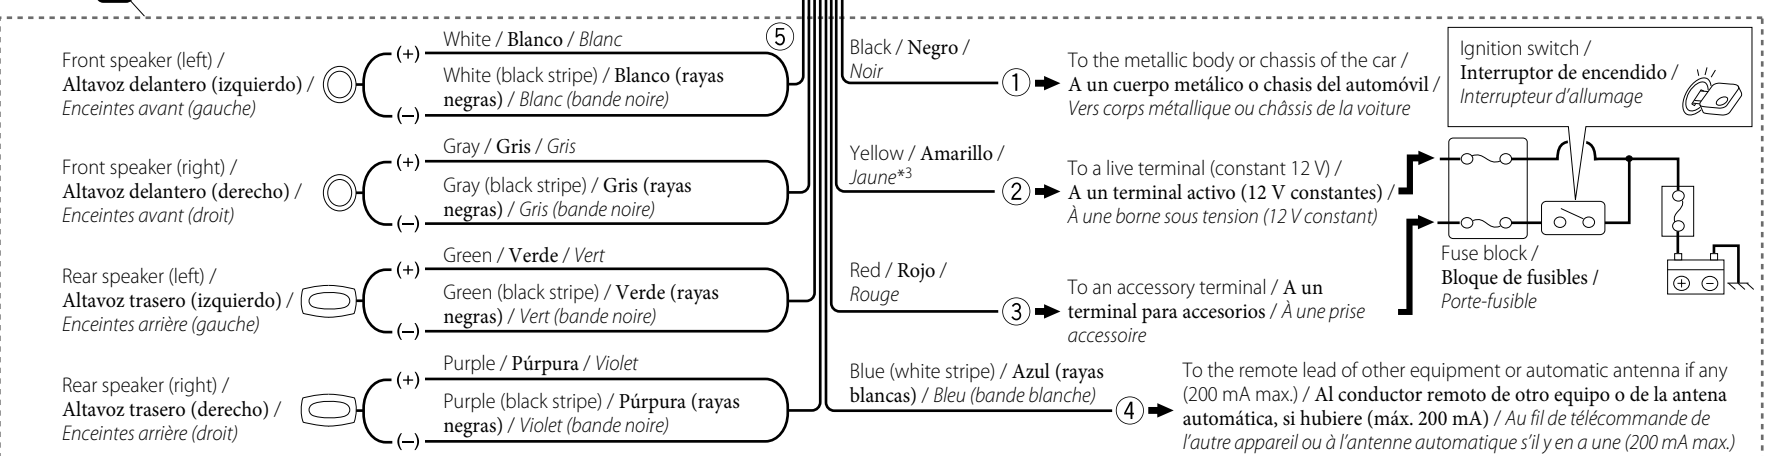 Front speaker (left) /
Altavoz delantero (izquierdo) /
Enceintes avant (gauche)
(+)
White / Blanco / Blanc
White (black stripe) / Blanco (rayas
negras) / Blanc (bande noire)
(–)
5
Front speaker (right) /
Altavoz delantero (derecho) /
Enceintes avant (droit)
(+)
Gray / Gris / Gris
Gray (black stripe) / Gris (rayas
negras) / Gris (bande noire)
(–)
Rear speaker (left) /
Altavoz trasero (izquierdo) /
Enceintes arrière (gauche)
(+)
Green / Verde / Vert
Green (black stripe) / Verde (rayas
negras) / Vert (bande noire)
(–)
Rear speaker (right) /
Altavoz trasero (derecho) /
Enceintes arrière (droit)
(+)
Purple / Púrpura / Violet
Purple (black stripe) / Púrpura (rayas
negras) / Violet (bande noire)
(–)
Black / Negro /
Noir
1
To the metallic body or chassis of the car /
A un cuerpo metálico o chasis del automóvil /
Vers corps métallique ou châssis de la voiture
Yellow / Amarillo /
Jaune*3
2
To a live terminal (constant 12 V) /
A un terminal activo (12 V constantes) /
À une borne sous tension (12 V constant)
Red / Rojo /
Rouge
3
To an accessory terminal / A un
terminal para accesorios / À une prise
accessoire
Blue (white stripe) / Azul (rayas
blancas) / Bleu (bande blanche)
4
To the remote lead of other equipment or automatic antenna if any
(200 mA max.) / Al conductor remoto de otro equipo o de la antena
automática, si hubiere (máx. 200 mA) / Au fil de télécommande de
l'autre appareil ou à l'antenne automatique s'il y en a une (200 mA max.)
Ignition switch /
Interruptor de encendido /
Interrupteur d'allumage
Fuse block /
Bloque de fusibles /
Porte-fusible
+ –